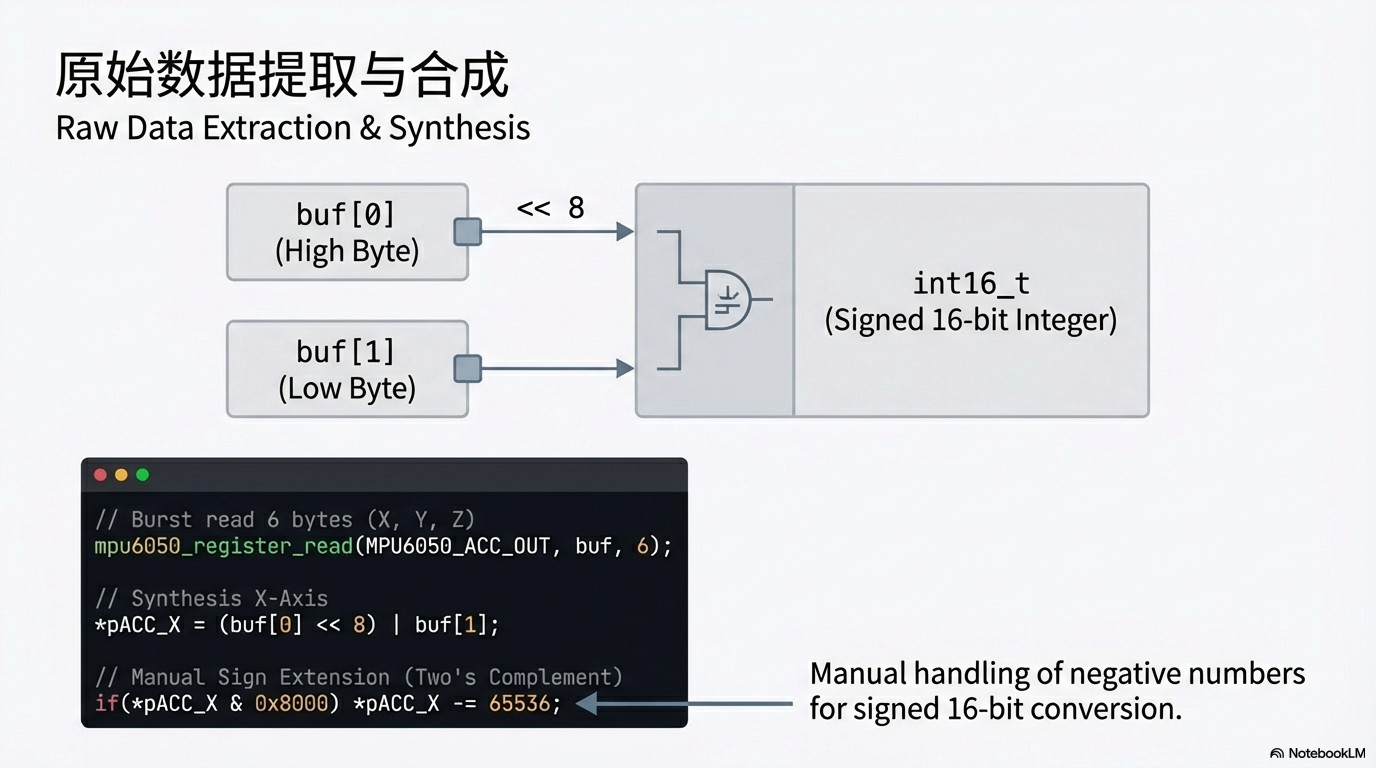 原始数据提取与合成
Raw Data Extraction & Synthesis
buf[0]
(High Byte)
<< 8
buf[1]
(Low Byte)
int16_t
(Signed 16-bit Integer)
// Burst read 6 bytes (X, Y, Z)
mpu6050_register_read(MPU6050_ACC_OUT, buf, 6);
// Synthesis X-Axis
*pACC_X = (buf[0] << 8) | buf[1];
// Manual Sign Extension (Two's Complement)
if(*pACC_X & 0x8000) *pACC_X -= 65536;
Manual handling of negative numbers
for signed 16-bit conversion.
NotebookLM